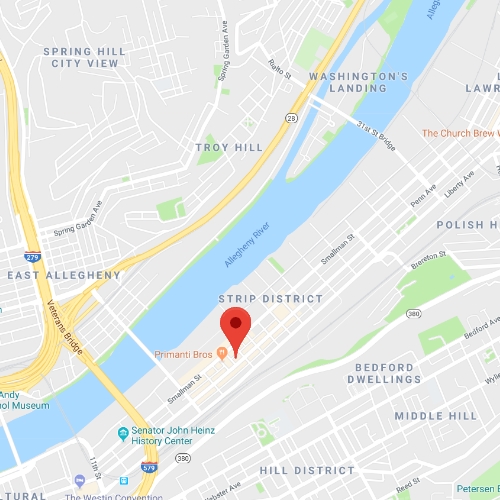 Allegheny
SPRING HILL
CITY VIEW
Spring Garden Ave
Rialto St
WASHINGTON'S
LANDING
28
31st St Bridge
LAWR
The Church Brew W
TROY HILL
Penn Ave
Liberty Ave
Spring Garden Ave
POLISH H
Allegheny River
Smallman St
279
Brereton St
EAST ALLEGHENY
STRIP DISTRICT
380
Veterans Bridge
Bedford Ave
Primanti Bros
BEDFORD
DWELLINGS
Smallman St
Andy
hol Museum
MIDDLE HILL
Senator John Heinz
History Center
380
11th St
579
HILL DISTRICT
Webster Ave
Reed St
Petersen
TURAL
The Westin Convention